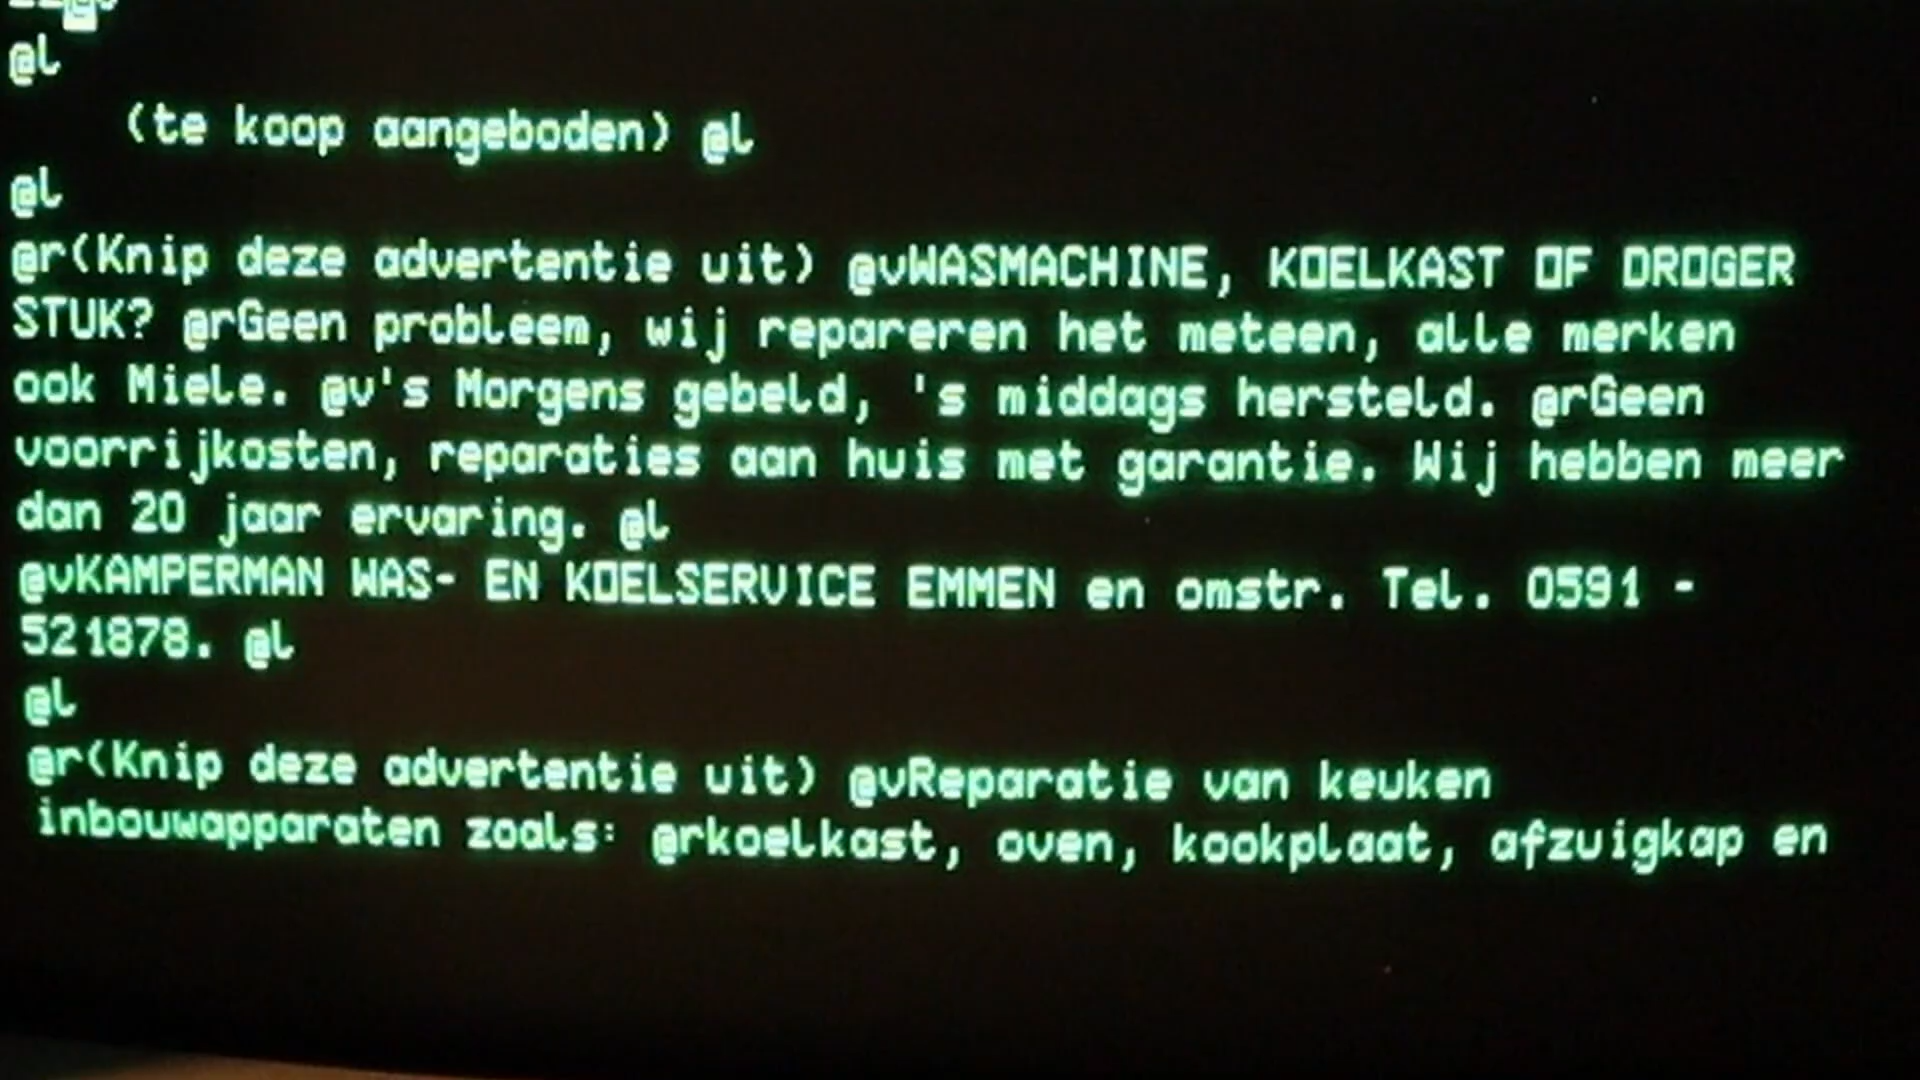 @l
(te koop aangeboden) @l
@l
@r(Knip deze advertentie uit) @vWASMACHINE, KOELKAST OF DROGER
STUK? @rGeen probleem, wij repareren het meteen, alle merken
ook Miele. @v's Morgens gebeld, 's middags hersteld. @rGeen
voorrijkosten, reparaties aan huis met garantie. Wij hebben meer
dan 20 jaar ervaring. @l
@vKAMPERMAN WAS- EN KOELSERVICE EMMEN en omstr. Tel. 0591 -
521878. @l
@l
@r(Knip deze advertentie uit) @vReparatie van keuken
inbouwapparaten zoals: @rkoelkast, oven, kookplaat, afzuigkap en